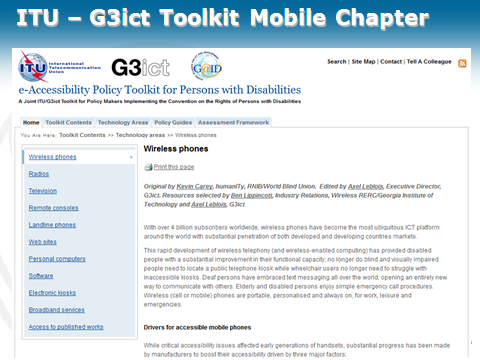 ITU – G3ict Toolkit Mobile Chapter
International
Telecommunication
Union
G3ict
G@ID
Search | Site Map | Contact | Tell A Colleague
e-Accessibility Policy Toolkit for Persons with Disabilities
A Joint ITU/G3ict Toolkit for Policy Makers Implementing the Convention on the Rights of Persons with Disabilities
Home Toolkit Contents Technology Areas Policy Guides Assessment Framework
You Are Here: Toolkit Contents >> Technology areas >> Wireless phones
Wireless phones
Radios
Television
Remote consoles
Landline phones
Web sites
Personal computers
Software
Electronic kiosks
Broadband services
Access to published works
Wireless phones
Print this page
Original by Kevin Carey, humanITy, RNIB/World Blind Union. Edited by Axel Leblois, Executive Director,
G3ict. Resources selected by Ben Lippincott, Industry Relations, Wireless RERC/Georgia Institute of
Technology and Axel Leblois, G3ict
With over 4 billion subscribers worldwide, wireless phones have become the most ubiquitous ICT platform
around the world with substantial penetration of both developed and developing countries markets.
This rapid development of wireless telephony (and wireless-enabled computing) has provided disabled
people with a substantial improvement in their functional capacity; no longer do blind and visually impaired
people need to locate a public telephone kiosk while wheelchair users no longer need to struggle with
inaccessible kiosks. Deaf persons have embraced text messaging all over the world, opening an entirely new
way to communicate with others. Elderly and disabled persons enjoy simple emergency call procedures.
Wireless (cell or mobile) phones are portable, personalised and always on, for work, leisure and
emergencies.
Drivers for accessible mobile phones
While critical accessibility issues affected early generations of handsets, substantial progress has been made
by manufacturers to boost their accessibility driven by three major factors: